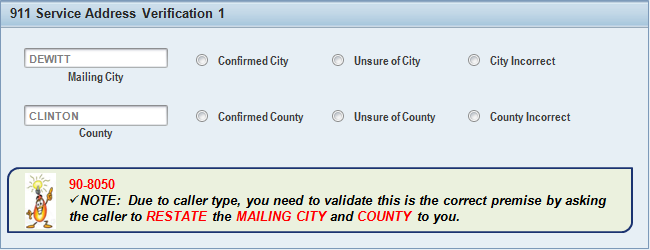 911 Service Address Verification 1
DEWITT Confirmed City Unsure of City City Incorrect
Mailing City
CLINTON Confirmed County Unsure of County County Incorrect
County
90-8050
✓NOTE: Due to caller type, you need to validate this is the correct premise by asking
the caller to RESTATE the MAILING CITY and COUNTY to you.